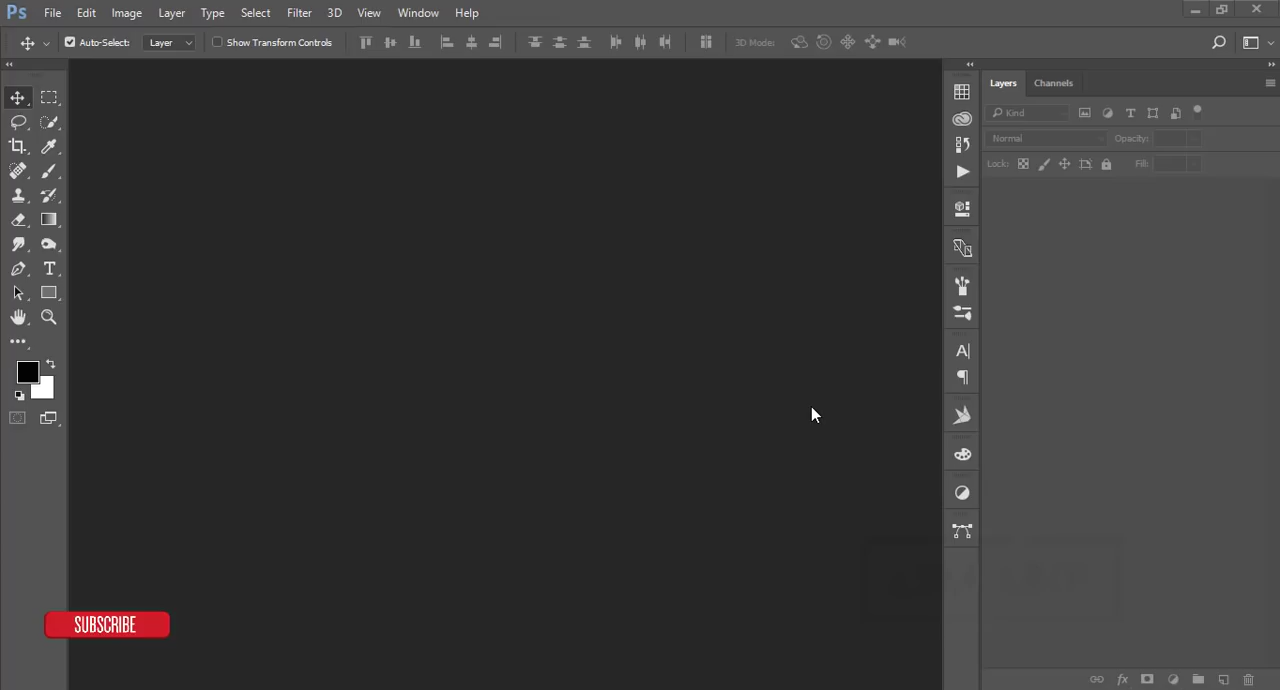 Ps File Edit Image Layer Type Select Filter 3D View Window Help
Auto-Select: Layer Show Transform Controls 3D Mode:
Layers Channels
Kind
Normal Opacity:
Lock: Fill:
SUBSCRIBE